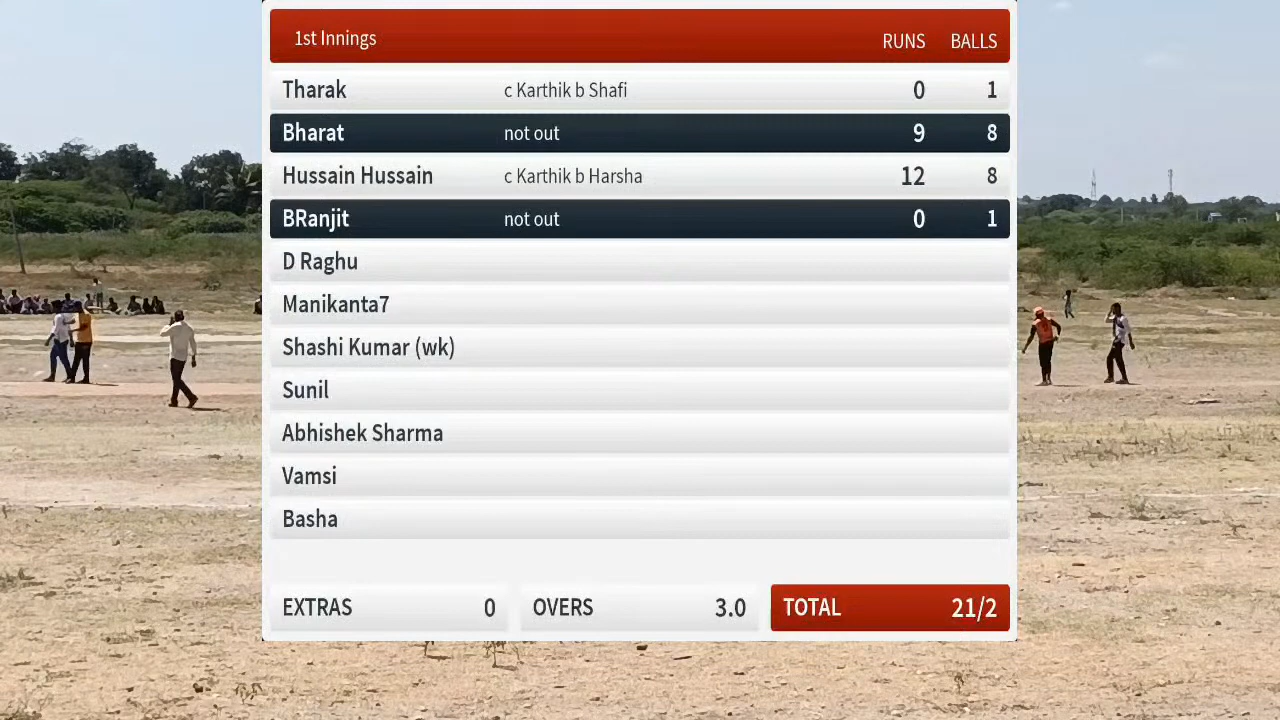 1st Innings RUNS BALLS
Tharak c Karthik b Shafi 0 1
Bharat not out 9 8
Hussain Hussain c Karthik b Harsha 12 8
BRanjit not out 0 1
D Raghu
Manikanta7
Shashi Kumar (wk)
Sunil
Abhishek Sharma
Vamsi
Basha
EXTRAS 0 OVERS 3.0 TOTAL 21/2